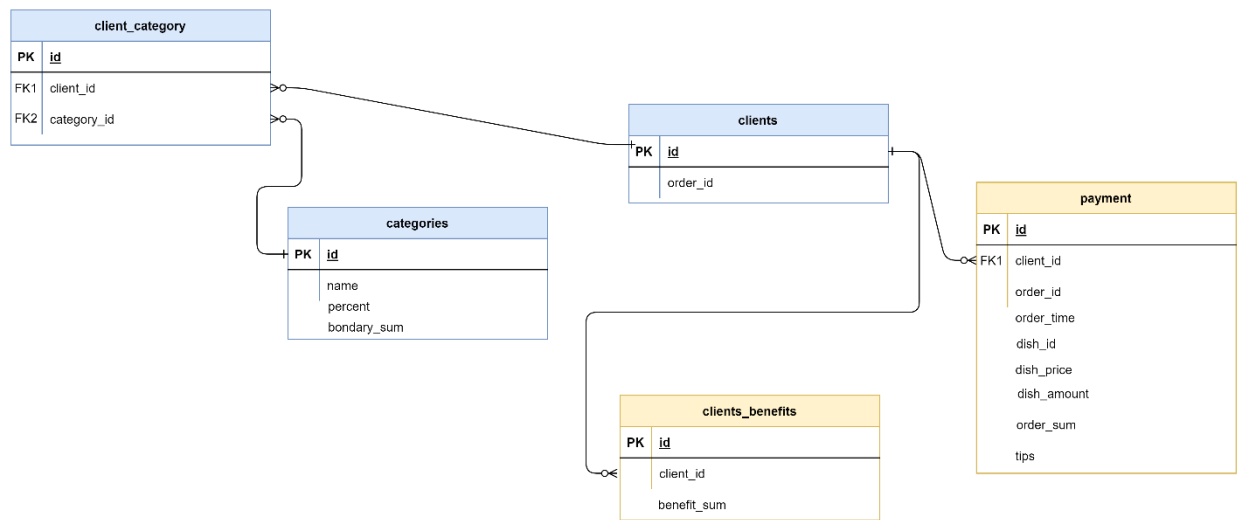 client_category
PK id
FK1 client_id
FK2 category_id
clients
PK id
order_id
categories
PK id
name
percent
bondary_sum
payment
PK id
FK1 client_id
order_id
order_time
dish_id
dish_price
dish_amount
order_sum
tips
clients_benefits
PK id
client_id
benefit_sum